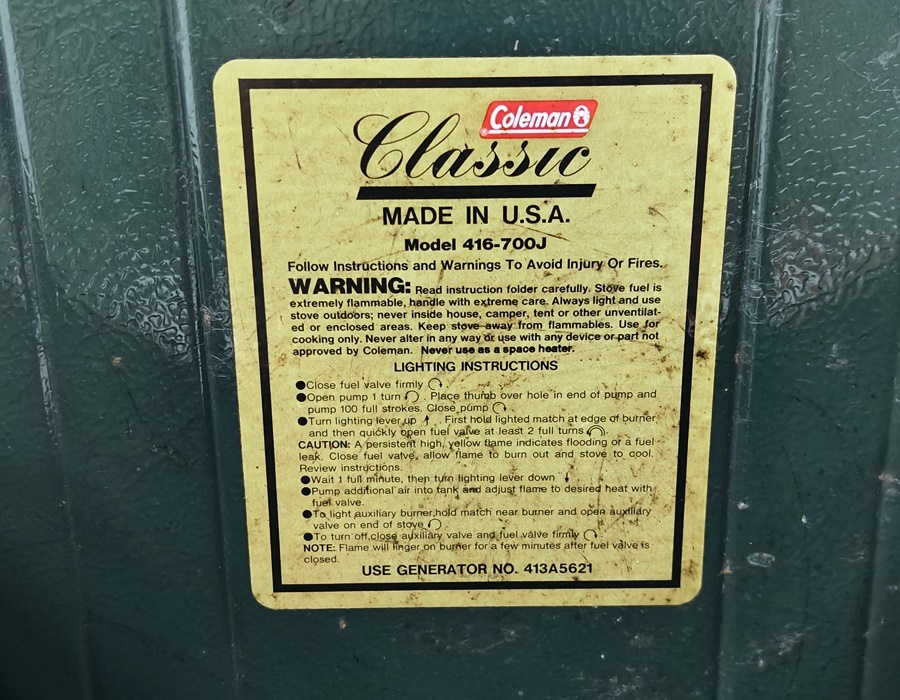 Coleman
Classic
MADE IN U.S.A.
Model 416-700J
Follow Instructions and Warnings To Avoid Injury Or Fires.
WARNING: Read instruction folder carefully. Stove fuel is
extremely flammable, handle with extreme care. Always light and use
stove outdoors; never inside house, camper, tent or other unventilat-
ed or enclosed areas. Keep stove away from flammables. Use for
cooking only. Never alter in any way or use with any device or part not
approved by Coleman. Never use as a space heater.
LIGHTING INSTRUCTIONS
●Close fuel valve firmly
●Open pump 1 turn . Place thumb over hole in end of pump and
pump 100 full strokes. Close pump .
●Turn lighting lever up . First hold lighted match at edge of burner
and then quickly open fuel valve at least 2 full turns .
CAUTION: A persistent high, yellow flame indicates flooding or a fuel
leak. Close fuel valve, allow flame to burn out and stove to cool.
Review instructions.
●Wait 1 full minute, then turn lighting lever down
●Pump additional air into tank and adjust flame to desired heat with
fuel valve.
●To light auxiliary burner,hold match near burner and open auxiliary
valve on end of stove .
●To turn off,close auxiliary valve and fuel valve firmly .
NOTE: Flame will linger on burner for a few minutes after fuel valve is
closed.
USE GENERATOR NO. 413A5621